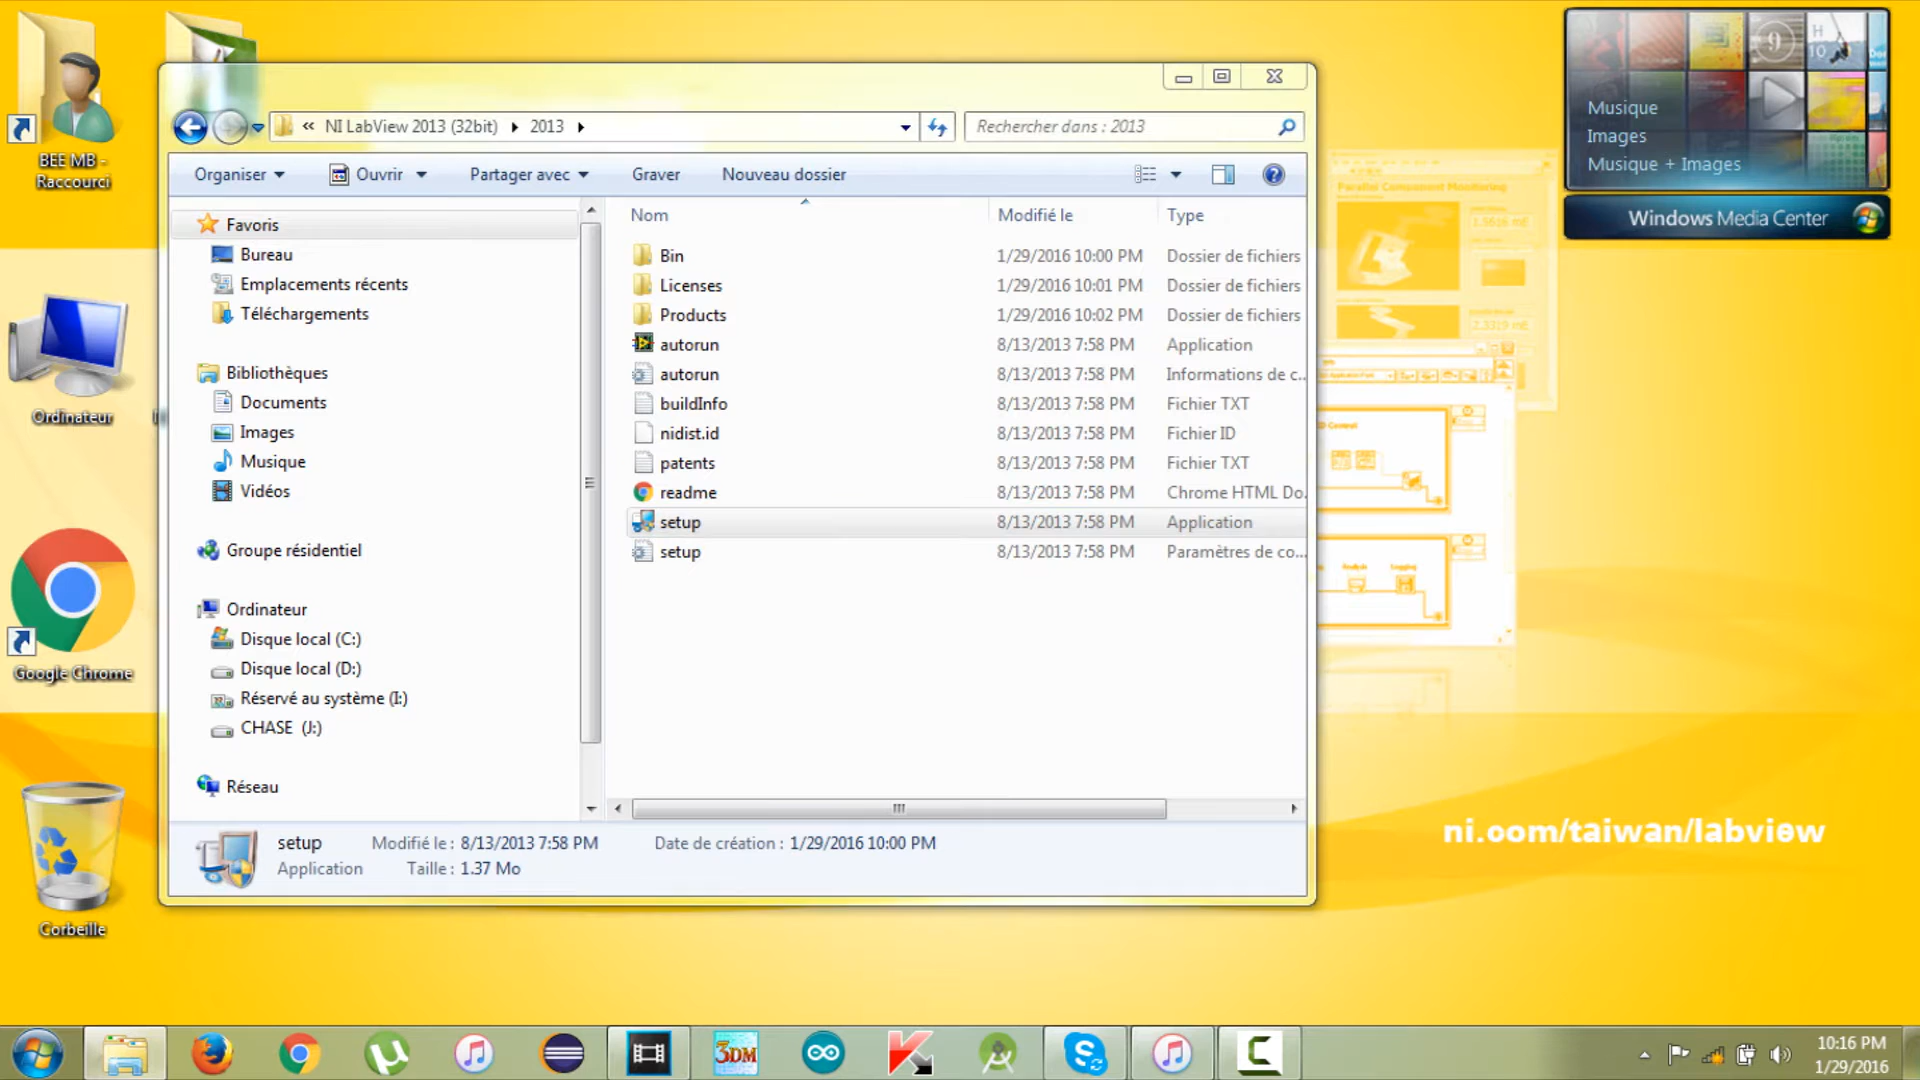 BEE MB -
Raccourci
Ordinateur
Google Chrome
Corbeille
« NI LabView 2013 (32bit) 2013
Rechercher dans : 2013
Organiser
Ouvrir
Partager avec
Graver
Nouveau dossier
Favoris
Bureau
Emplacements récents
Téléchargements
Bibliothèques
Documents
Images
Musique
Vidéos
Groupe résidentiel
Ordinateur
Disque local (C:)
Disque local (D:)
Réservé au système (I:)
CHASE (J:)
Réseau
Nom Modifié le Type
Bin 1/29/2016 10:00 PM Dossier de fichiers
Licenses 1/29/2016 10:01 PM Dossier de fichiers
Products 1/29/2016 10:02 PM Dossier de fichiers
autorun 8/13/2013 7:58 PM Application
autorun 8/13/2013 7:58 PM Informations de c...
buildInfo 8/13/2013 7:58 PM Fichier TXT
nidist.id 8/13/2013 7:58 PM Fichier ID
patents 8/13/2013 7:58 PM Fichier TXT
readme 8/13/2013 7:58 PM Chrome HTML Do...
setup 8/13/2013 7:58 PM Application
setup 8/13/2013 7:58 PM Paramètres de co...
setup Modifié le : 8/13/2013 7:58 PM Date de création : 1/29/2016 10:00 PM
Application Taille : 1.37 Mo
Musique
Images
Musique + Images
Windows Media Center
Parallel Component Monitoring
Analysis
Logging
ni.com/taiwan/labview
3DM
10:16 PM
1/29/2016